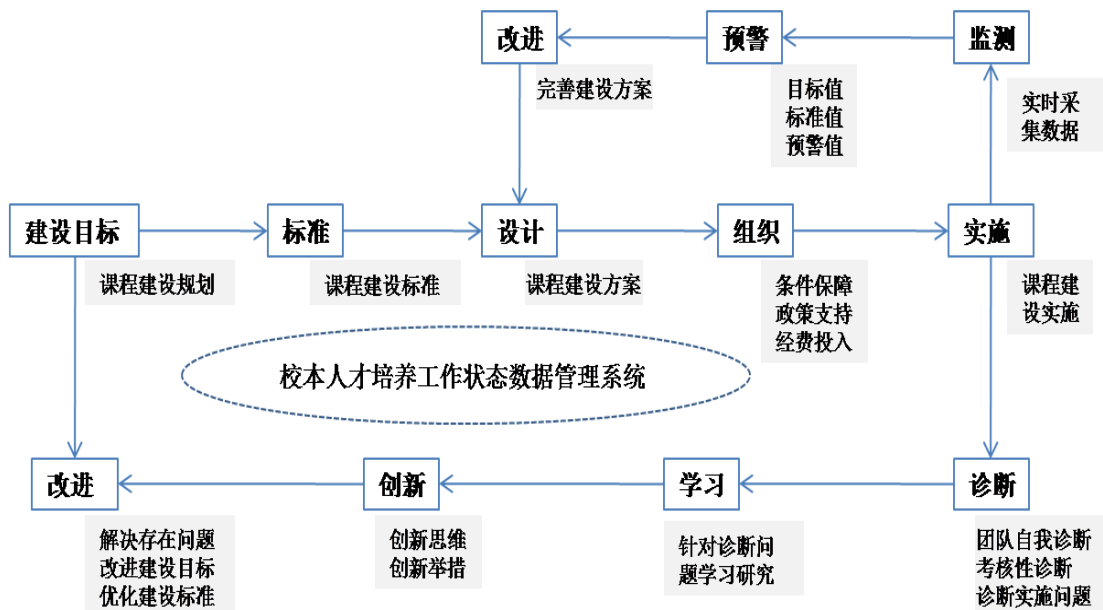 改进
预警
监测
完善建设方案
目标值
标准值
预警值
实时采
集数据
建设目标
标准
设计
组织
实施
课程建设规划
课程建设标准
课程建设方案
条件保障
政策支持
经费投入
课程建
设实施
校本人才培养工作状态数据管理系统
改进
创新
学习
诊断
解决存在问题
改进建设目标
优化建设标准
创新思维
创新举措
针对诊断问
题学习研究
团队自我诊断
考核性诊断
诊断实施问题